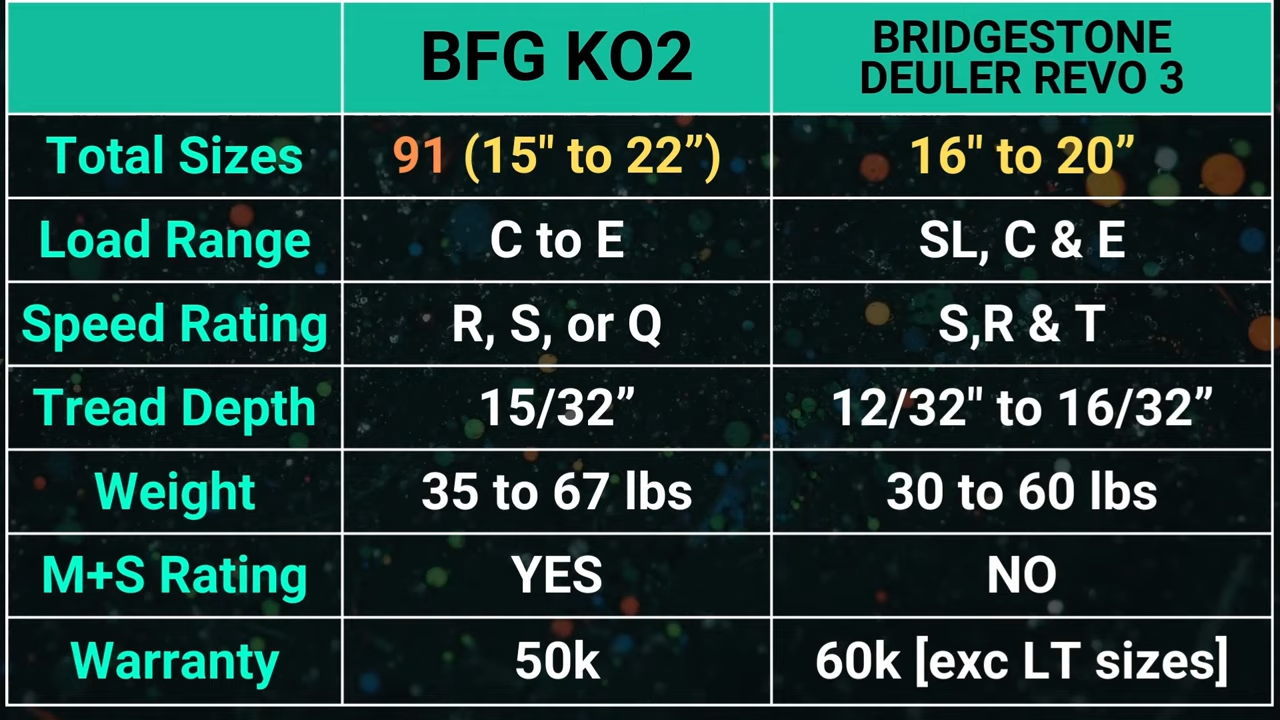 BFG KO2
BRIDGESTONE
DEULER REVO 3
Total Sizes
91 (15" to 22”)
16" to 20”
Load Range
C to E
SL, C & E
Speed Rating
R, S, or Q
S,R & T
Tread Depth
15/32”
12/32" to 16/32”
Weight
35 to 67 lbs
30 to 60 lbs
M+S Rating
YES
NO
Warranty
50k
60k [exc LT sizes]